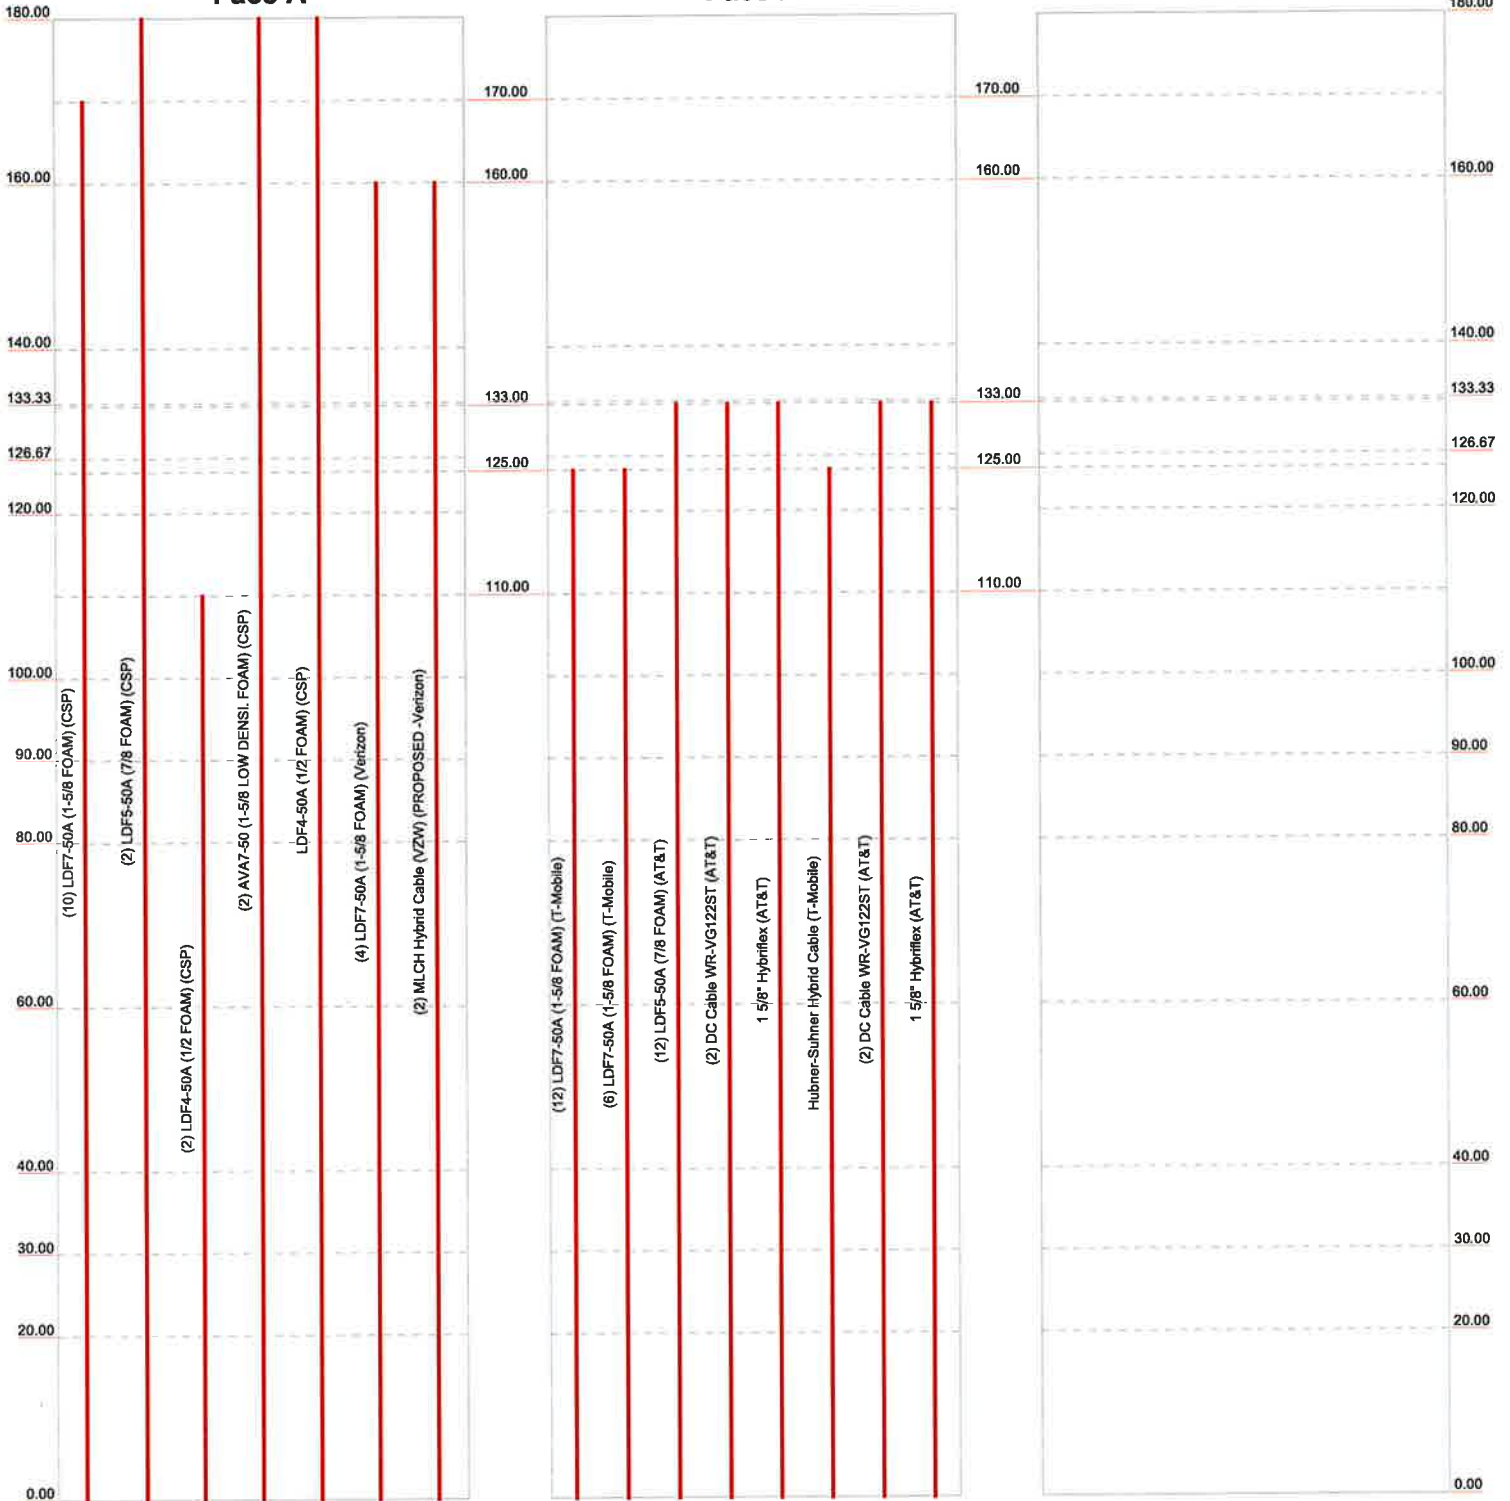 Face A
180.00
160.00
140.00
133.33
126.67
120.00
100.00
90.00
80.00
60.00
40.00
30.00
20.00
0.00
(10) LDF7-50A (1-5/8 FOAM) (CSP)
(2) LDF5-50A (7/8 FOAM) (CSP)
(2) LDF4-50A (1/2 FOAM) (CSP)
(2) AVA7-50 (1-5/8 LOW DENSI. FOAM) (CSP)
LDF4-50A (1/2 FOAM) (CSP)
(4) LDF7-50A (1-5/8 FOAM) (Verizon)
(2) MLCH Hybrid Cable (VZW) (PROPOSED -Verizon)
170.00
160.00
133.00
125.00
110.00
(12) LDF7-50A (1-5/8 FOAM) (T-Mobile)
(6) LDF7-50A (1-5/8 FOAM) (T-Mobile)
(12) LDF5-50A (7/8 FOAM) (AT&T)
(2) DC Cable WR-VG122ST (AT&T)
1 5/8" Hybriflex (AT&T)
Hubner-Suhner Hybrid Cable (T-Mobile)
(2) DC Cable WR-VG122ST (AT&T)
1 5/8" Hybriflex (AT&T)
170.00
160.00
133.00
125.00
110.00
180.00
160.00
140.00
133.33
126.67
120.00
100.00
90.00
80.00
60.00
40.00
30.00
20.00
0.00